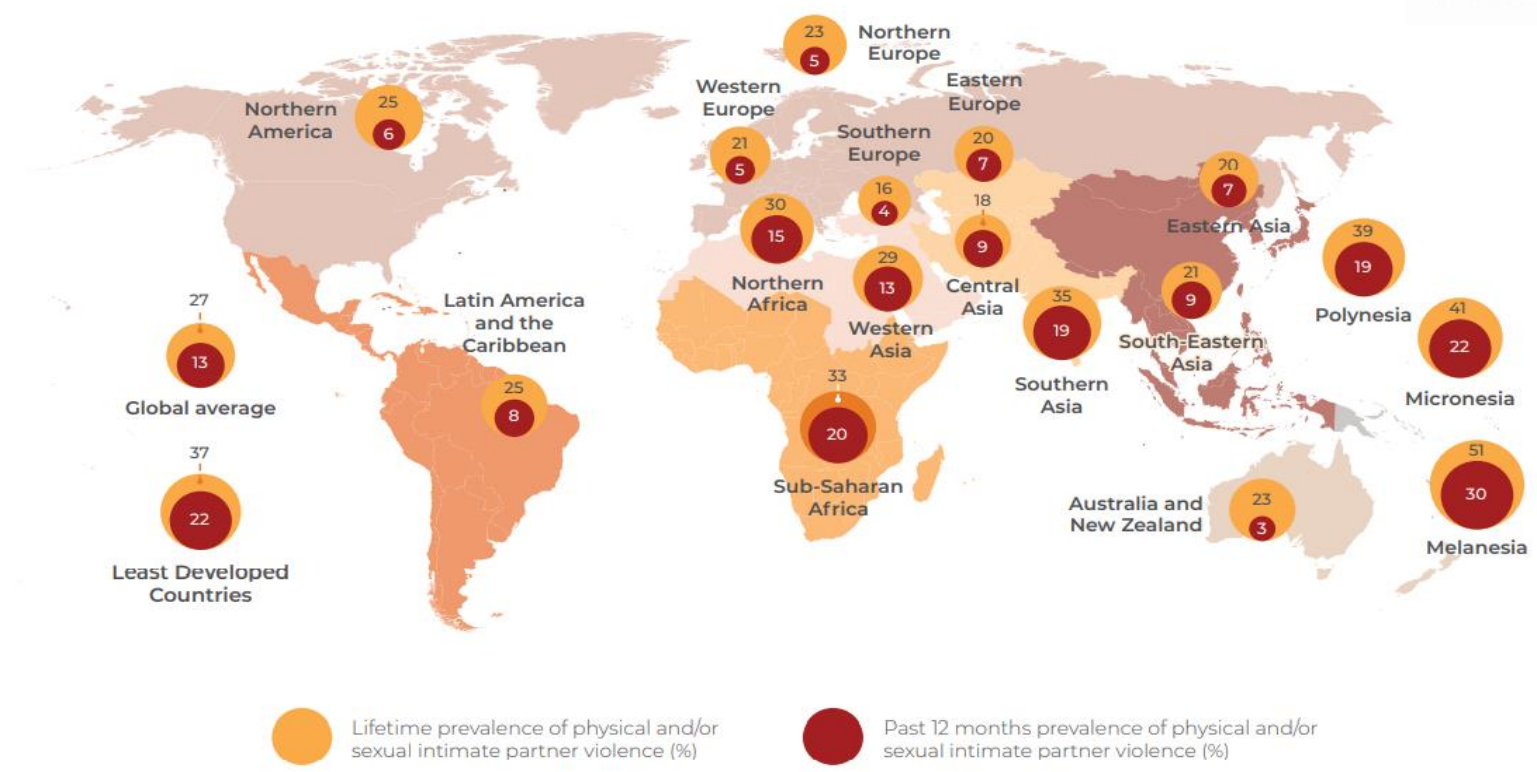 23
5
Northern
Europe
Western
Europe
Eastern
Europe
Northern
America
25
6
21
5
Southern
Europe
20
7
16
4
20
7
Eastern Asia
30
15
Northern
Africa
18
9
Central
Asia
29
13
Western
Asia
39
19
Polynesia
21
9
South-Eastern
Asia
35
19
Southern
Asia
41
22
Micronesia
27
13
Global average
Latin America
and the
Caribbean
25
8
33
20
Sub-Saharan
Africa
37
22
Least Developed
Countries
Australia and
New Zealand
23
3
51
30
Melanesia
Lifetime prevalence of physical and/or
sexual intimate partner violence (%)
Past 12 months prevalence of physical and/or
sexual intimate partner violence (%)